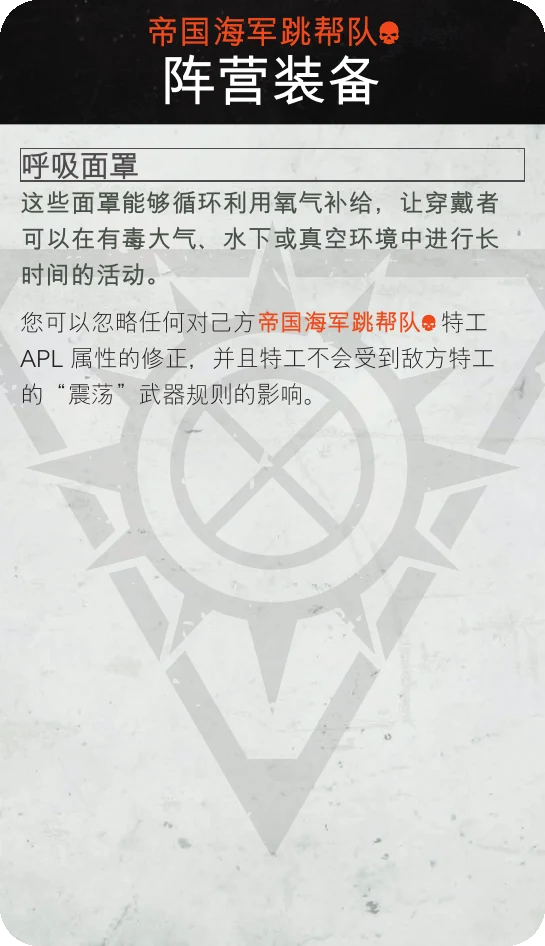 帝国海军跳帮队
阵营装备
呼吸面罩
这些面罩能够循环利用氧气补给，让穿戴者
可以在有毒大气、水下或真空环境中进行长
时间的活动。
您可以忽略任何对己方帝国海军跳帮队特工
APL 属性的修正，并且特工不会受到敌方特工
的“震荡”武器规则的影响。